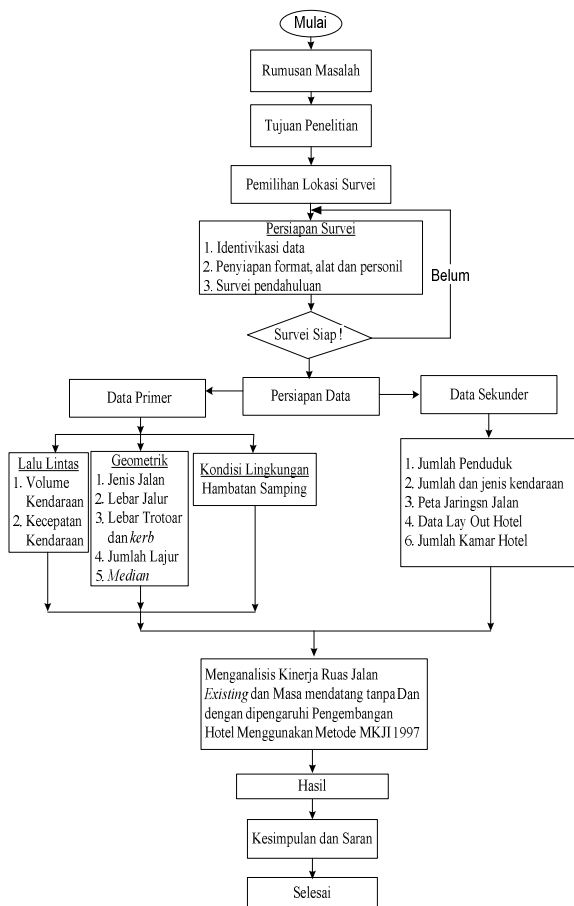 Mulai
Rumusan Masalah
Tujuan Penelitian
Pemilihan Lokasi Survei
Persiapan Survei
1. Identivikasi data
2. Penyiapan format, alat dan personil
3. Survei pendahuluan
Belum
Survei Siap !
Data Primer
Persiapan Data
Data Sekunder
Lalu Lintas
1. Volume
Kendaraan
2. Kecepatan
Kendaraan
Geometrik
1. Jenis Jalan
2. Lebar Jalur
3. Lebar Trotoar
dan kerb
4. Jumlah Lajur
5. Median
Kondisi Lingkungan
Hambatan Samping
1. Jumlah Penduduk
2. Jumlah dan jenis kendaraan
3. Peta Jaringsn Jalan
4. Data Lay Out Hotel
6. Jumlah Kamar Hotel
Menganalisis Kinerja Ruas Jalan
Existing dan Masa mendatang tanpa Dan
dengan dipengaruhi Pengembangan
Hotel Menggunakan Metode MKJI 1997
Hasil
Kesimpulan dan Saran
Selesai